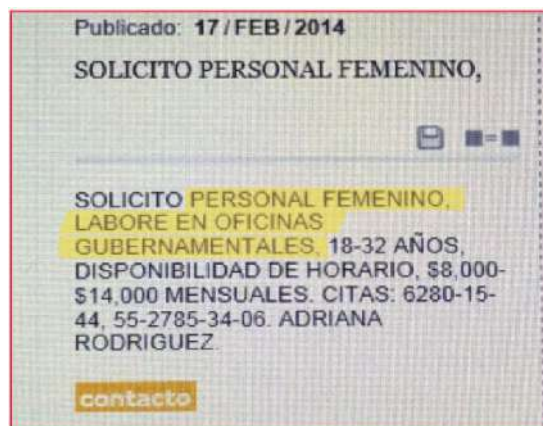 Publicado: 17/FEB/2014
SOLICITO PERSONAL FEMENINO,
SOLICITO PERSONAL FEMENINO,
LABORE EN OFICINAS
GUBERNAMENTALES, 18-32 AÑOS,
DISPONIBILIDAD DE HORARIO, $8,000-
$14,000 MENSUALES. CITAS: 6280-15-
44, 55-2785-34-06. ADRIANA
RODRIGUEZ.
contacto